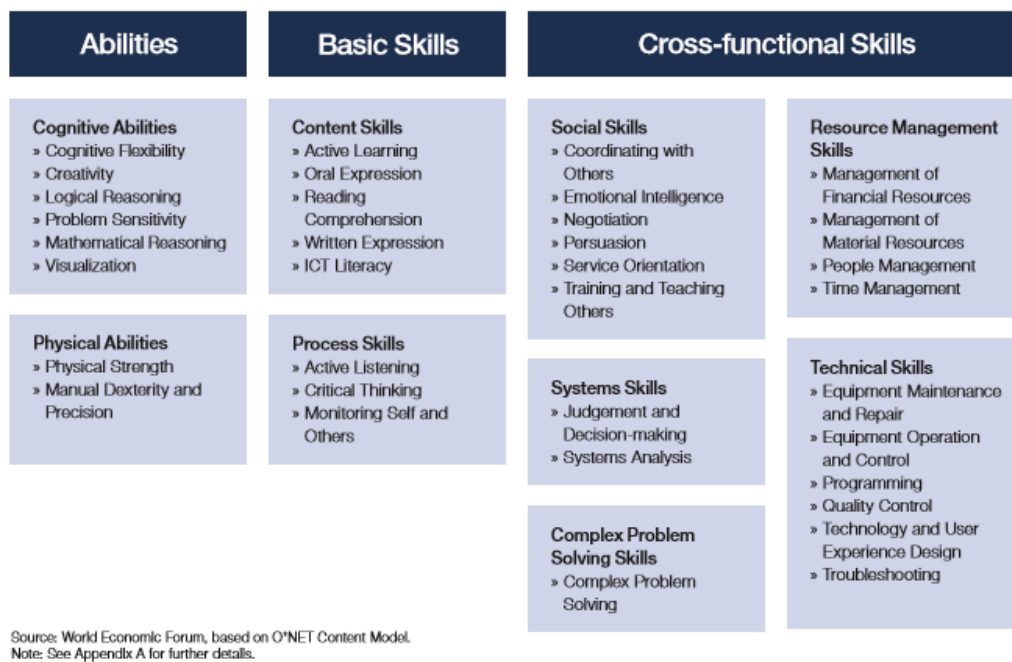 Abilities
Basic Skills
Cross-functional Skills
Cognitive Abilities
» Cognitive Flexibility
» Creativity
» Logical Reasoning
» Problem Sensitivity
» Mathematical Reasoning
» Visualization
Physical Abilities
» Physical Strength
» Manual Dexterity and
Precision
Content Skills
» Active Learning
» Oral Expression
» Reading
Comprehension
» Written Expression
» ICT Literacy
Process Skills
» Active Listening
» Critical Thinking
» Monitoring Self and
Others
Social Skills
» Coordinating with
Others
» Emotional Intelligence
» Negotiation
» Persuasion
» Service Orientation
» Training and Teaching
Others
Systems Skills
» Judgement and
Decision-making
» Systems Analysis
Complex Problem
Solving Skills
» Complex Problem
Solving
Resource Management
Skills
» Management of
Financial Resources
» Management of
Material Resources
» People Management
» Time Management
Technical Skills
» Equipment Maintenance
and Repair
» Equipment Operation
and Control
» Programming
» Quality Control
» Technology and User
Experience Design
» Troubleshooting
Source: World Economic Forum, based on O*NET Content Model.
Note: See Appendix A for further details.